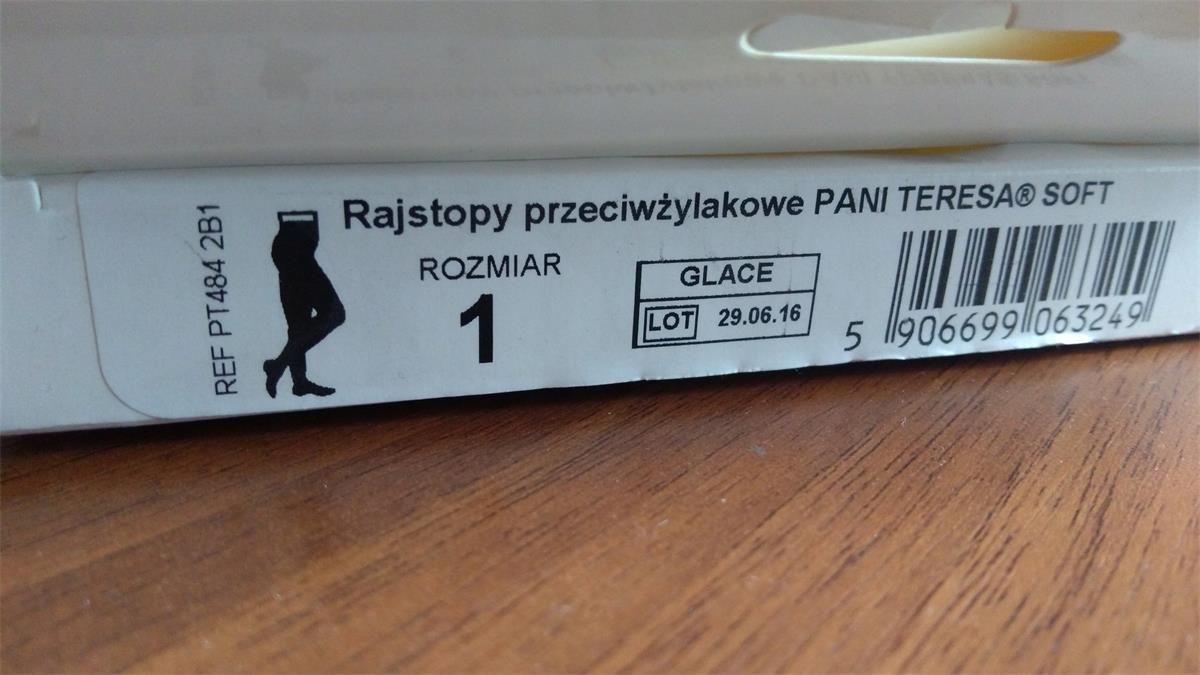 Rajstopy przeciwżylakowe PANI TERESA® SOFT
REF PT484 2B1
ROZMIAR
1
GLACE
LOT 29.06.16
5 906699 063249